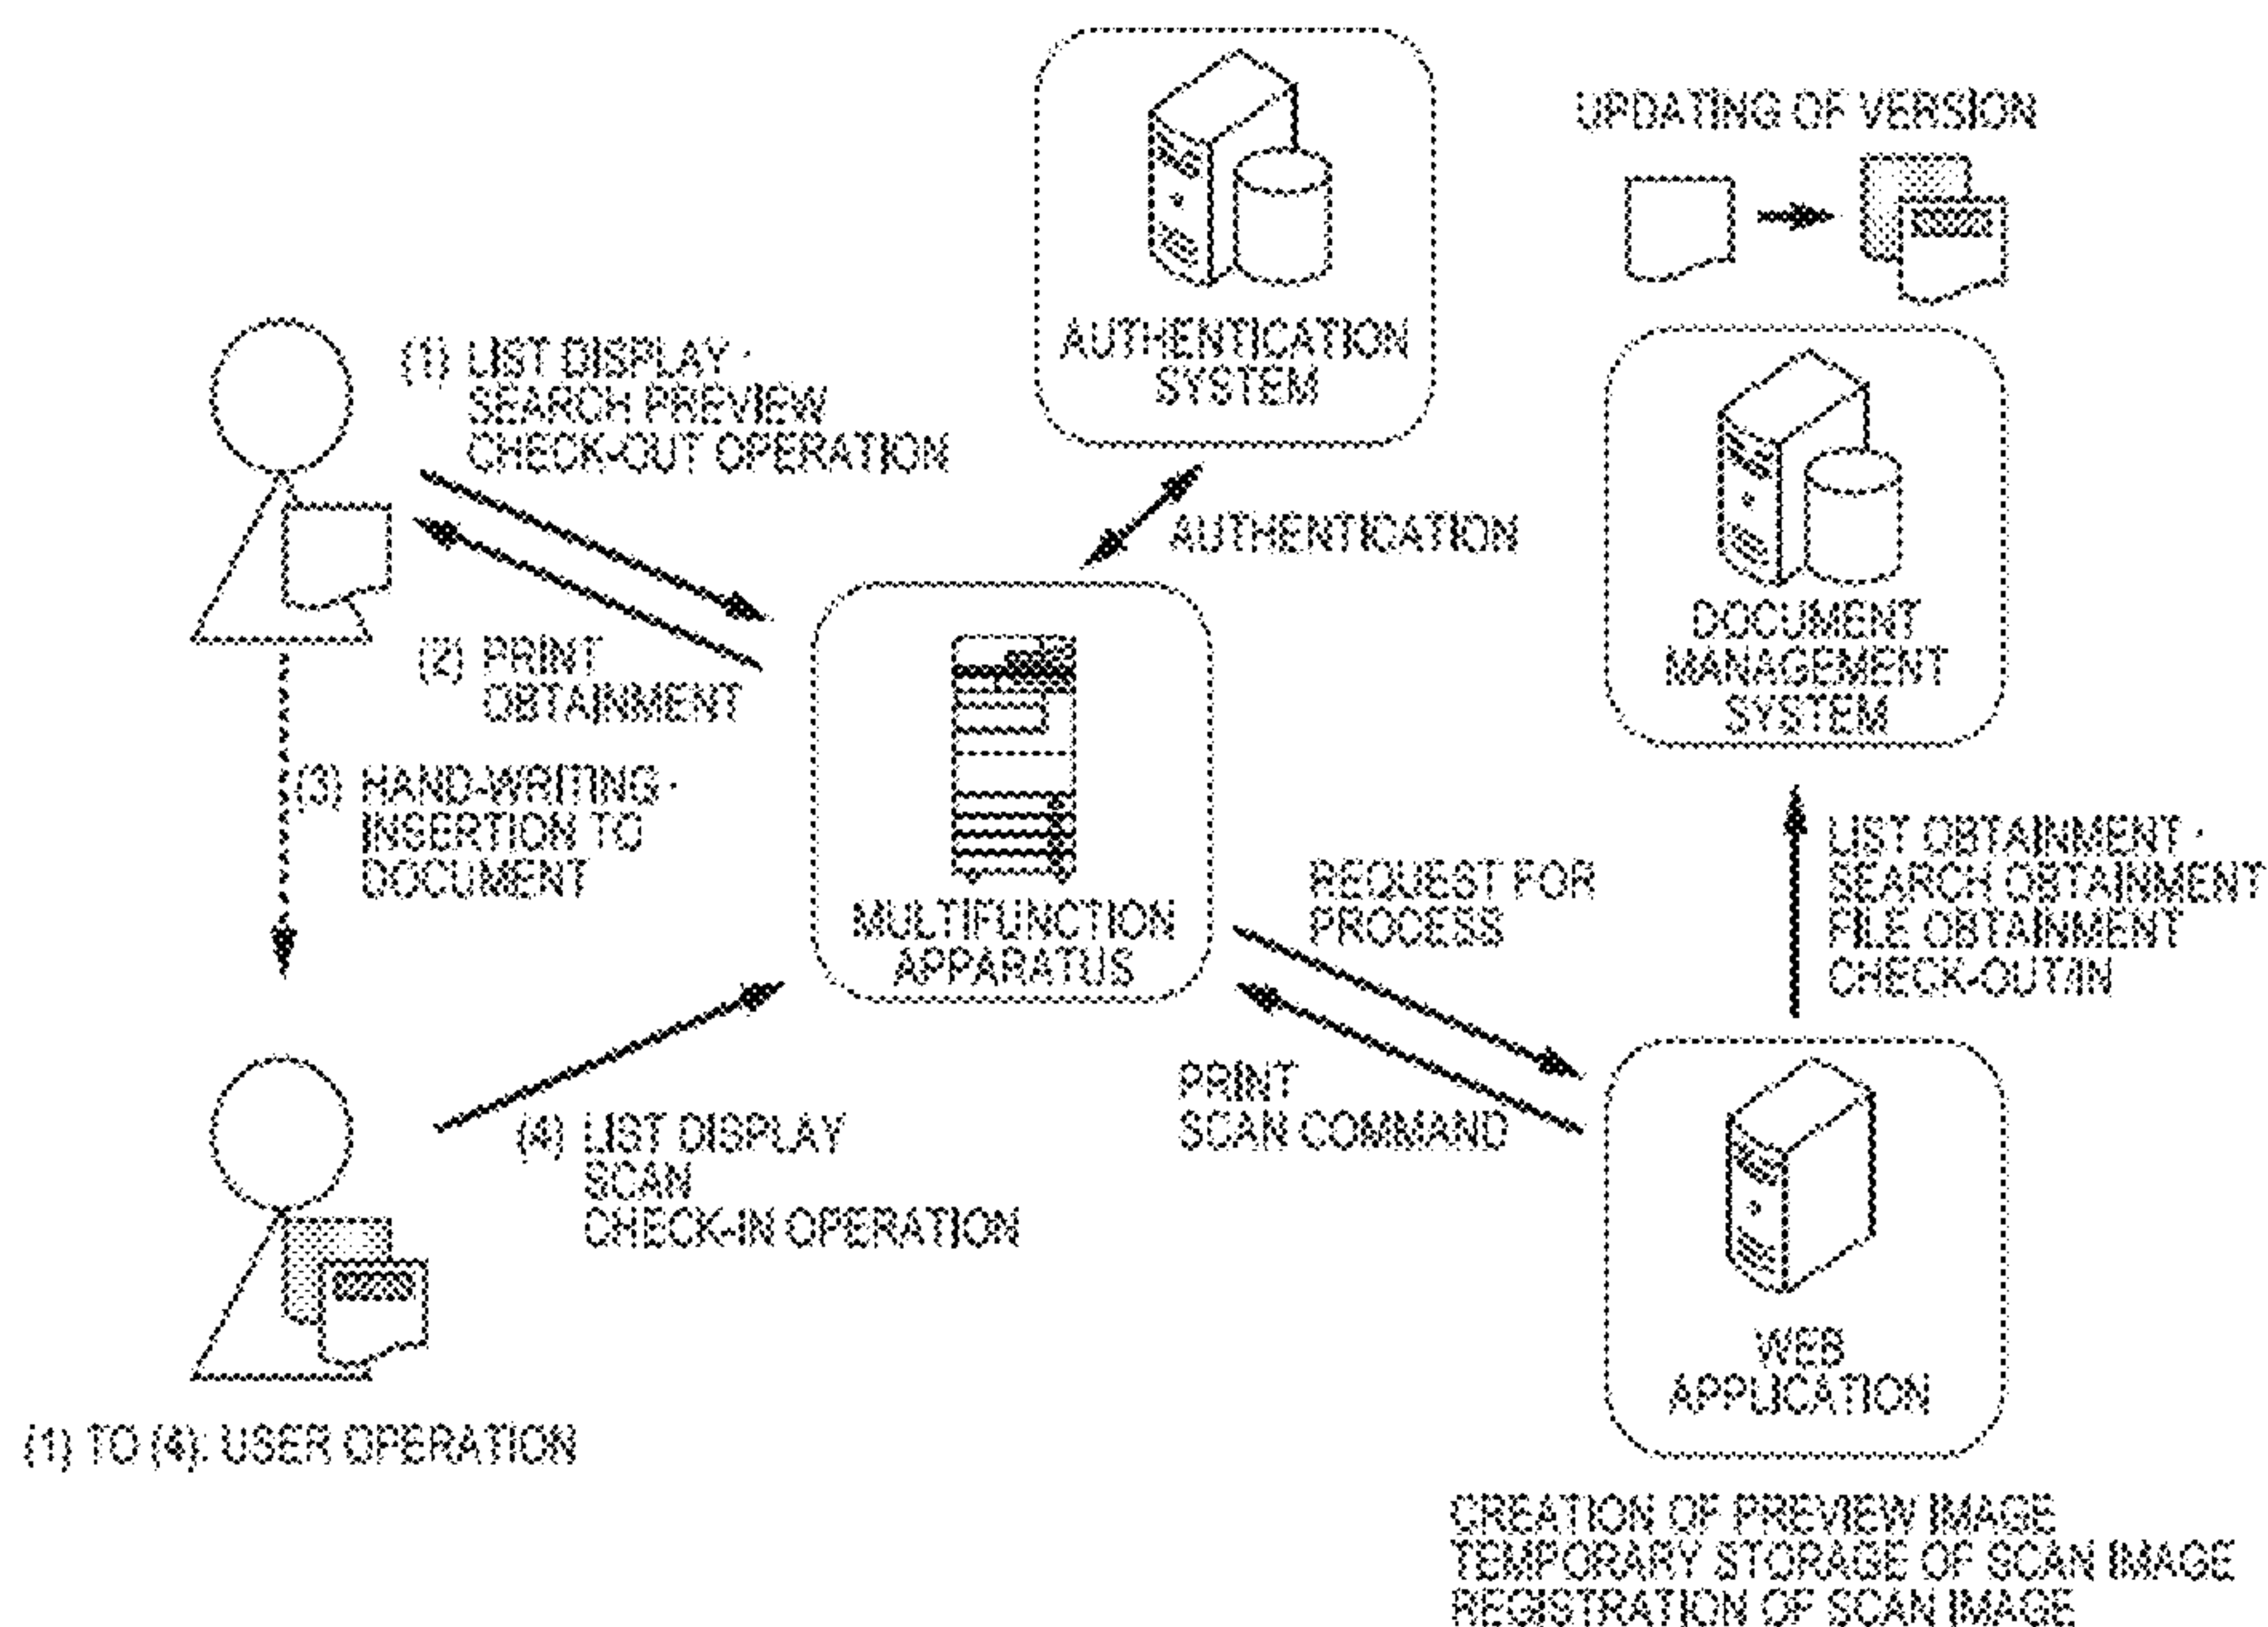 UPDATING OF VERSION
AUTHENTICATION
SYSTEM
(1) LIST DISPLAY ·
SEARCH PREVIEW
CHECK-OUT OPERATION
AUTHENTICATION
DOCUMENT
MANAGEMENT
SYSTEM
(2) PRINT
OBTAINMENT
(3) HAND-WRITING ·
INSERTION TO
DOCUMENT
MULTIFUNCTION
APPARATUS
REQUEST FOR
PROCESS
LIST OBTAINMENT ·
SEARCH OBTAINMENT
FILE OBTAINMENT
CHECK-OUT/IN
PRINT
SCAN COMMAND
(4) LIST DISPLAY
SCAN
CHECK-IN OPERATION
WEB
APPLICATION
(1) TO (4): USER OPERATION
CREATION OF PREVIEW IMAGE
TEMPORARY STORAGE OF SCAN IMAGE
REGISTRATION OF SCAN IMAGE